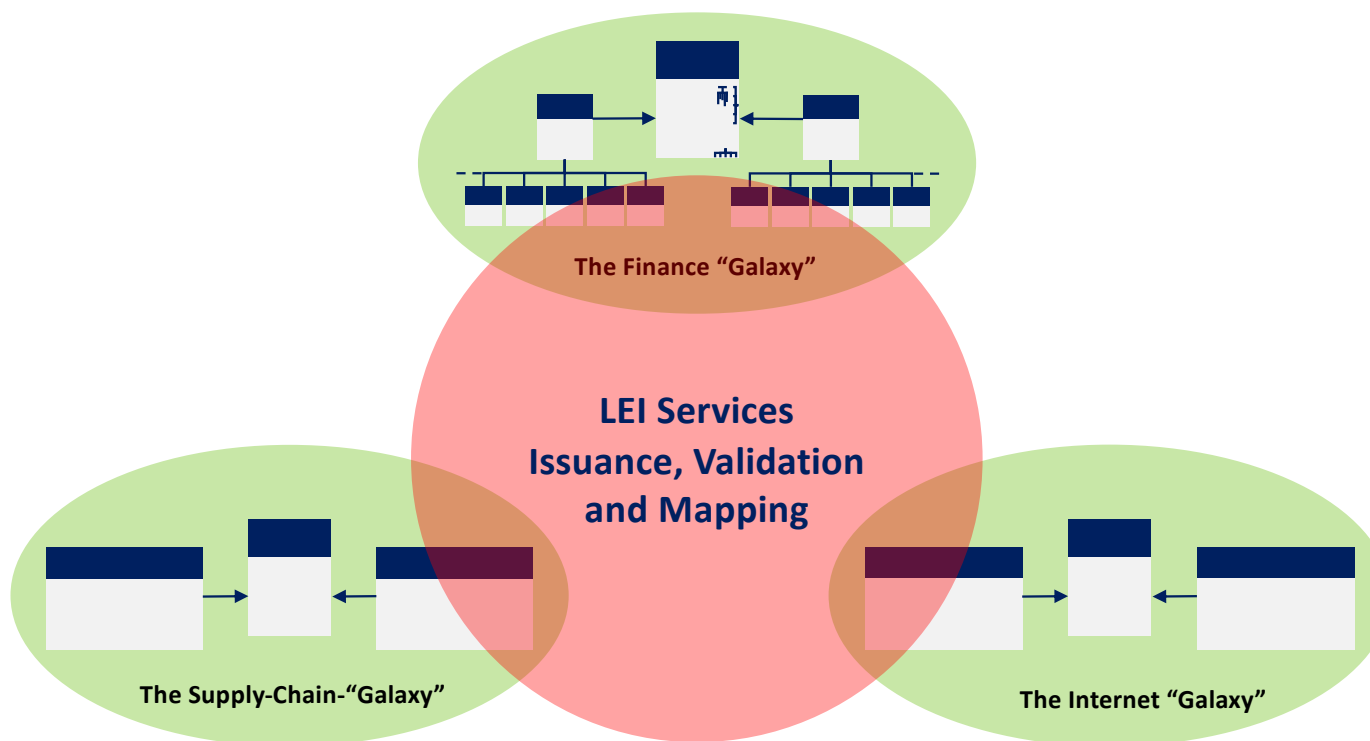 The Finance “Galaxy”
LEI Services
Issuance, Validation
and Mapping
The Supply-Chain-“Galaxy”
The Internet “Galaxy”